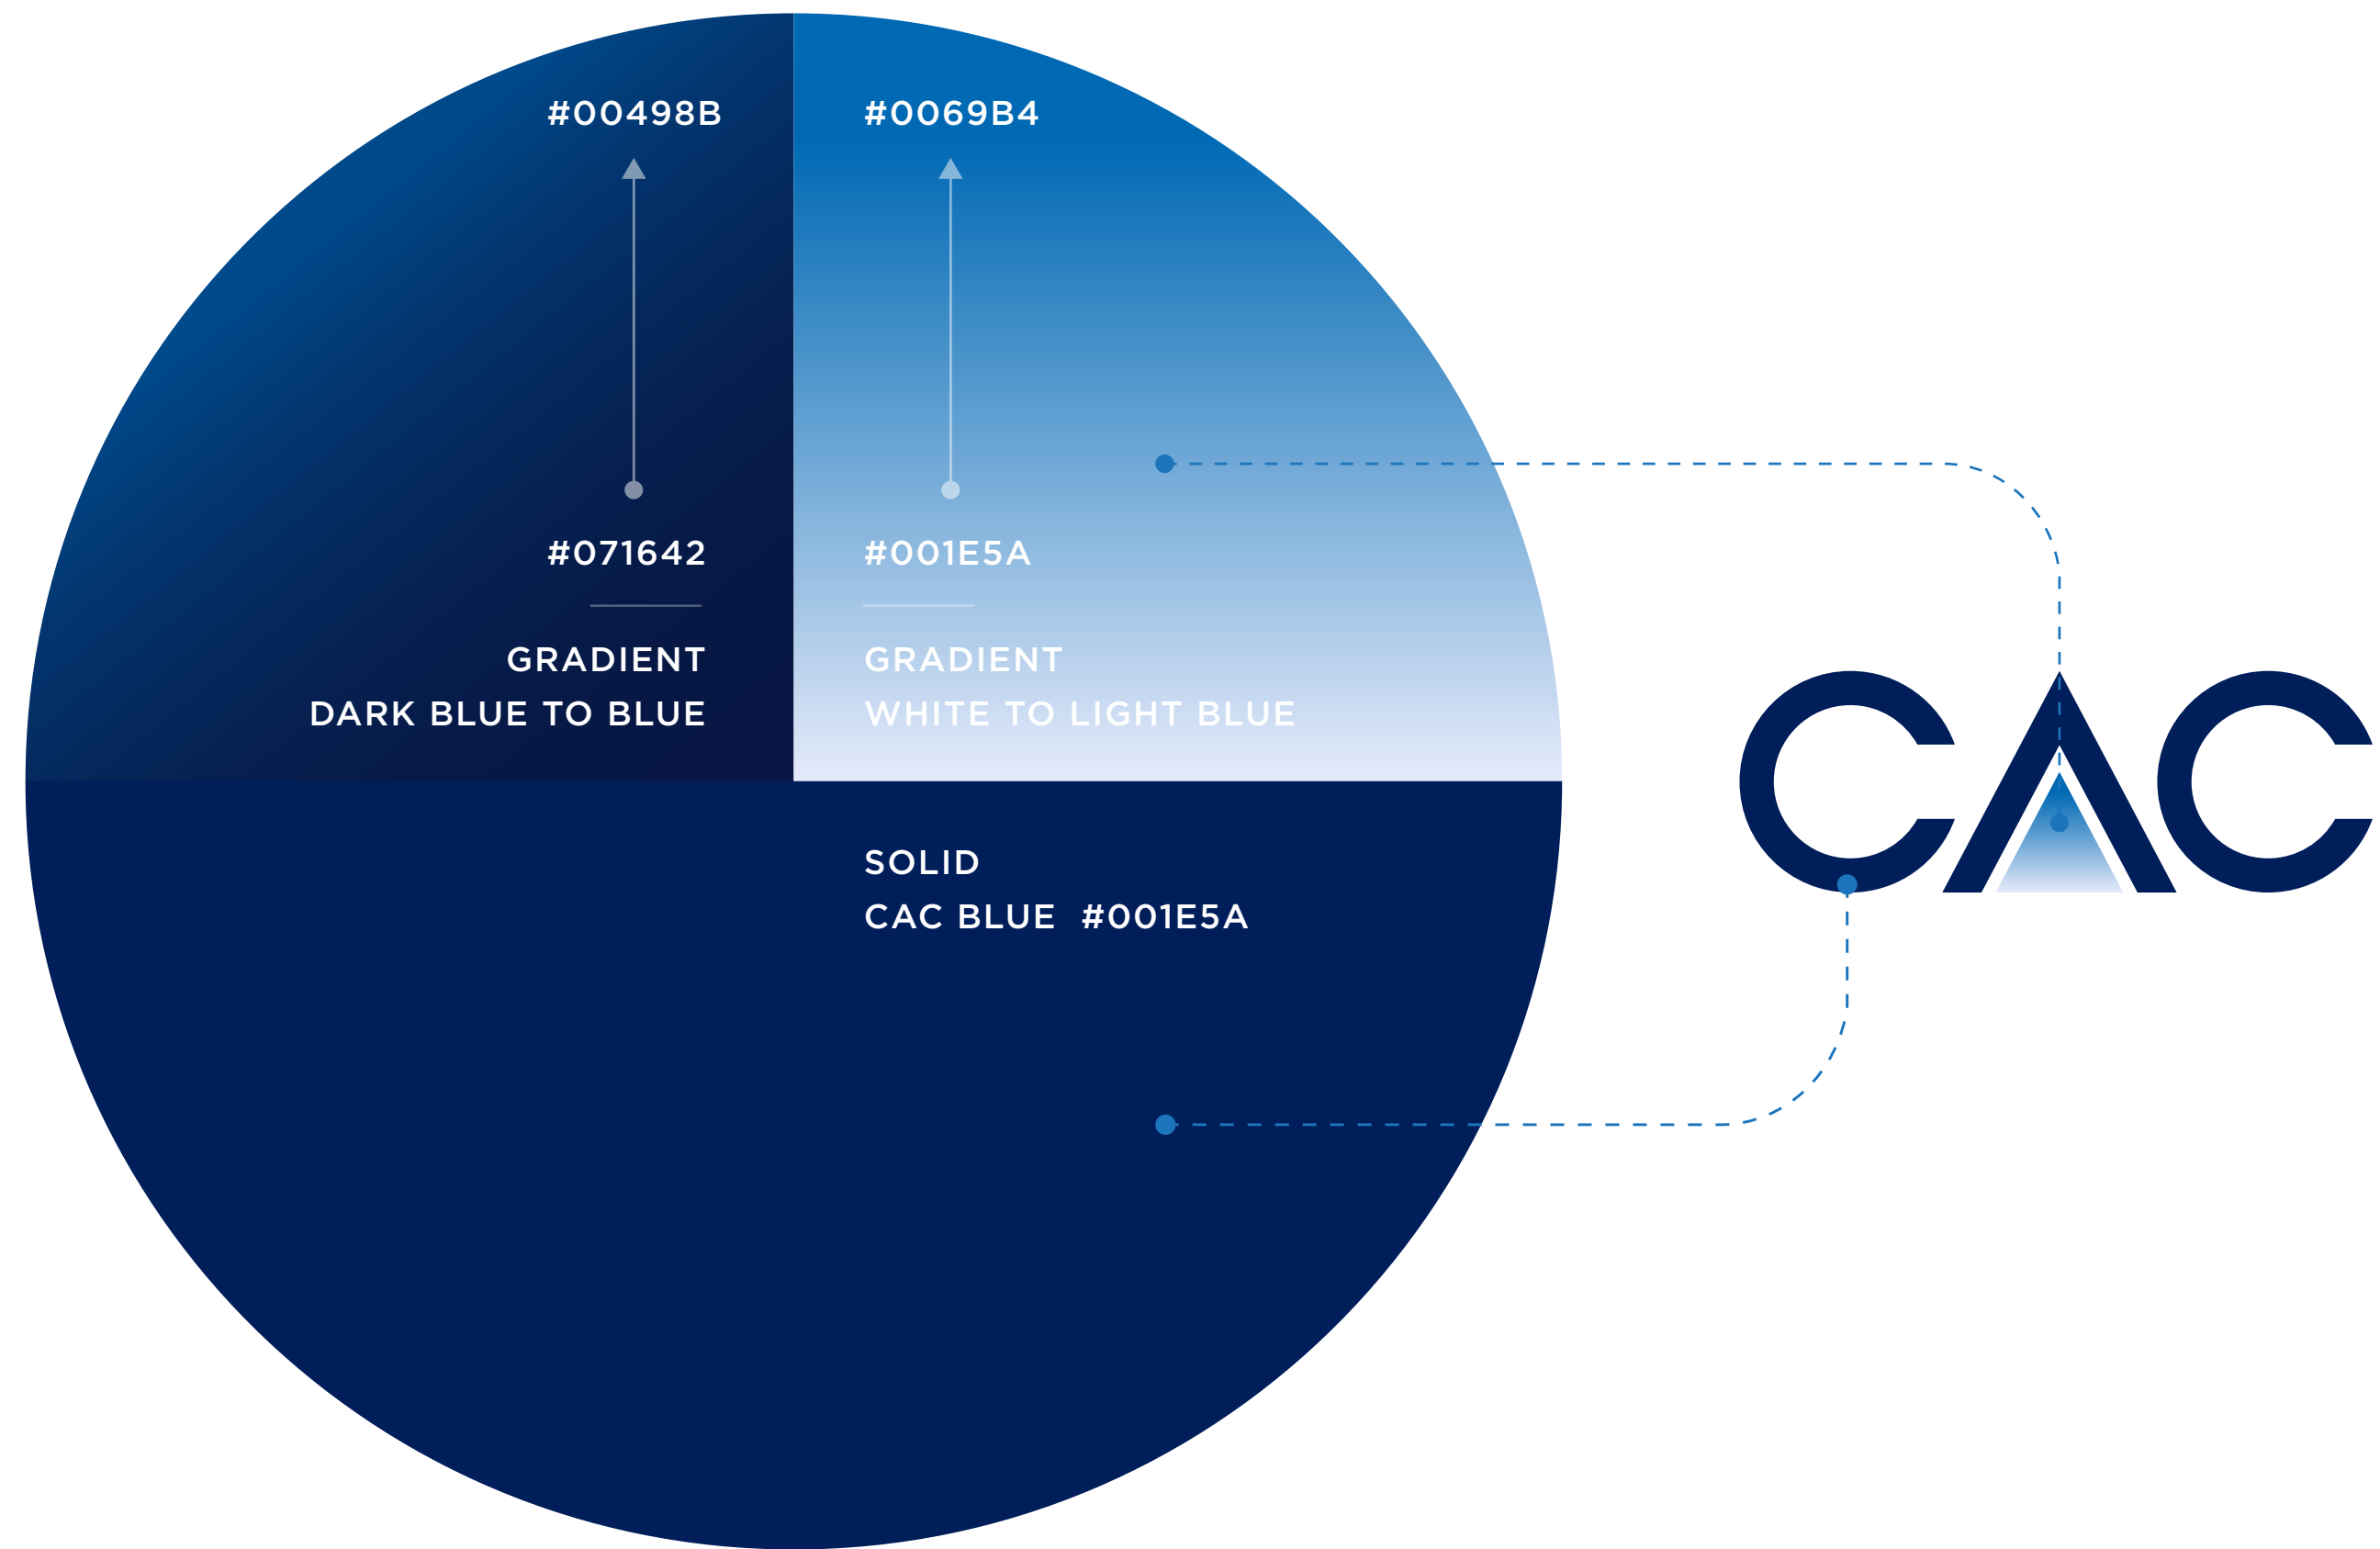 #00498B
#071642
GRADIENT
DARK BLUE TO BLUE
#0069B4
#001E5A
GRADIENT
WHITE TO LIGHT BLUE
SOLID
CAC BLUE #001E5A
CAC